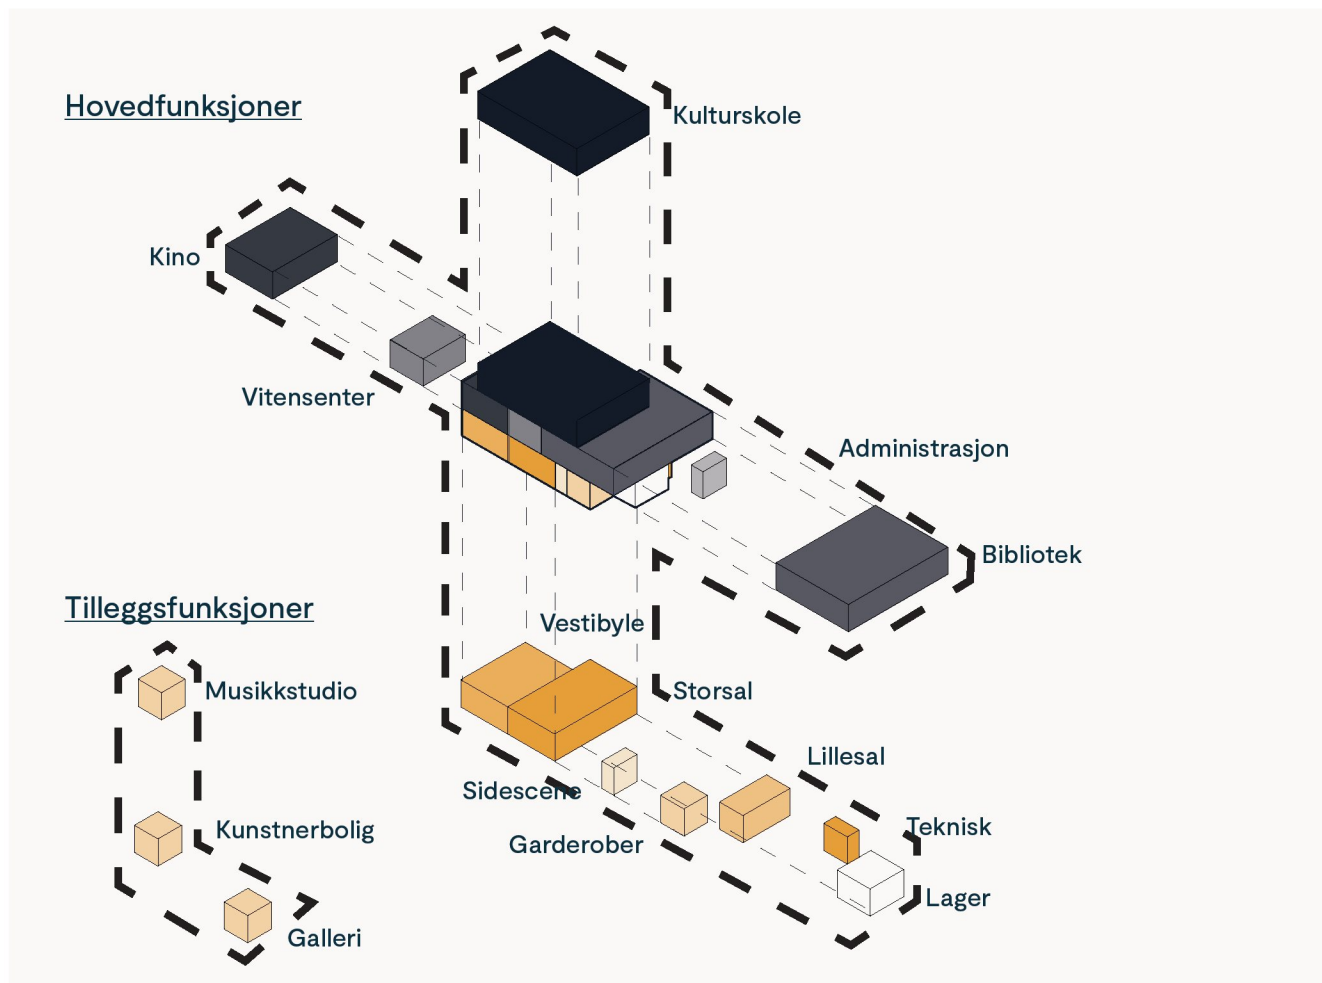 Hovedfunksjoner
Kulturskole
Kino
Vitensenter
Administrasjon
Bibliotek
Tilleggsfunksjoner
Vestibyle
Musikkstudio
Storsal
Lillesal
Sidescene
Teknisk
Kunstnerbolig
Garderober
Lager
Galleri